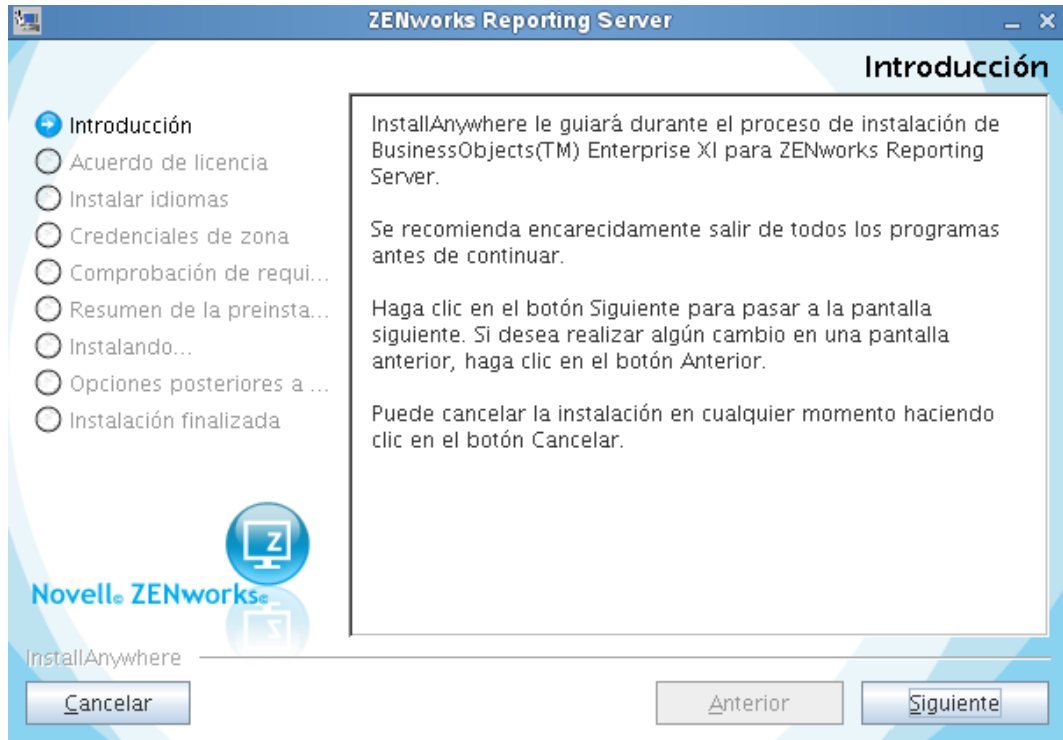 ZENworks Reporting Server
Introducción
Introducción
Acuerdo de licencia
Instalar idiomas
Credenciales de zona
Comprobación de requi...
Resumen de la preinsta...
Instalando...
Opciones posteriores a ...
Instalación finalizada
InstallAnywhere le guiará durante el proceso de instalación de
BusinessObjects(TM) Enterprise XI para ZENworks Reporting
Server.
Se recomienda encarecidamente salir de todos los programas
antes de continuar.
Haga clic en el botón Siguiente para pasar a la pantalla
siguiente. Si desea realizar algún cambio en una pantalla
anterior, haga clic en el botón Anterior.
Puede cancelar la instalación en cualquier momento haciendo
clic en el botón Cancelar.
Z
Novell® ZENworks®
InstallAnywhere
Cancelar
Anterior
Siguiente